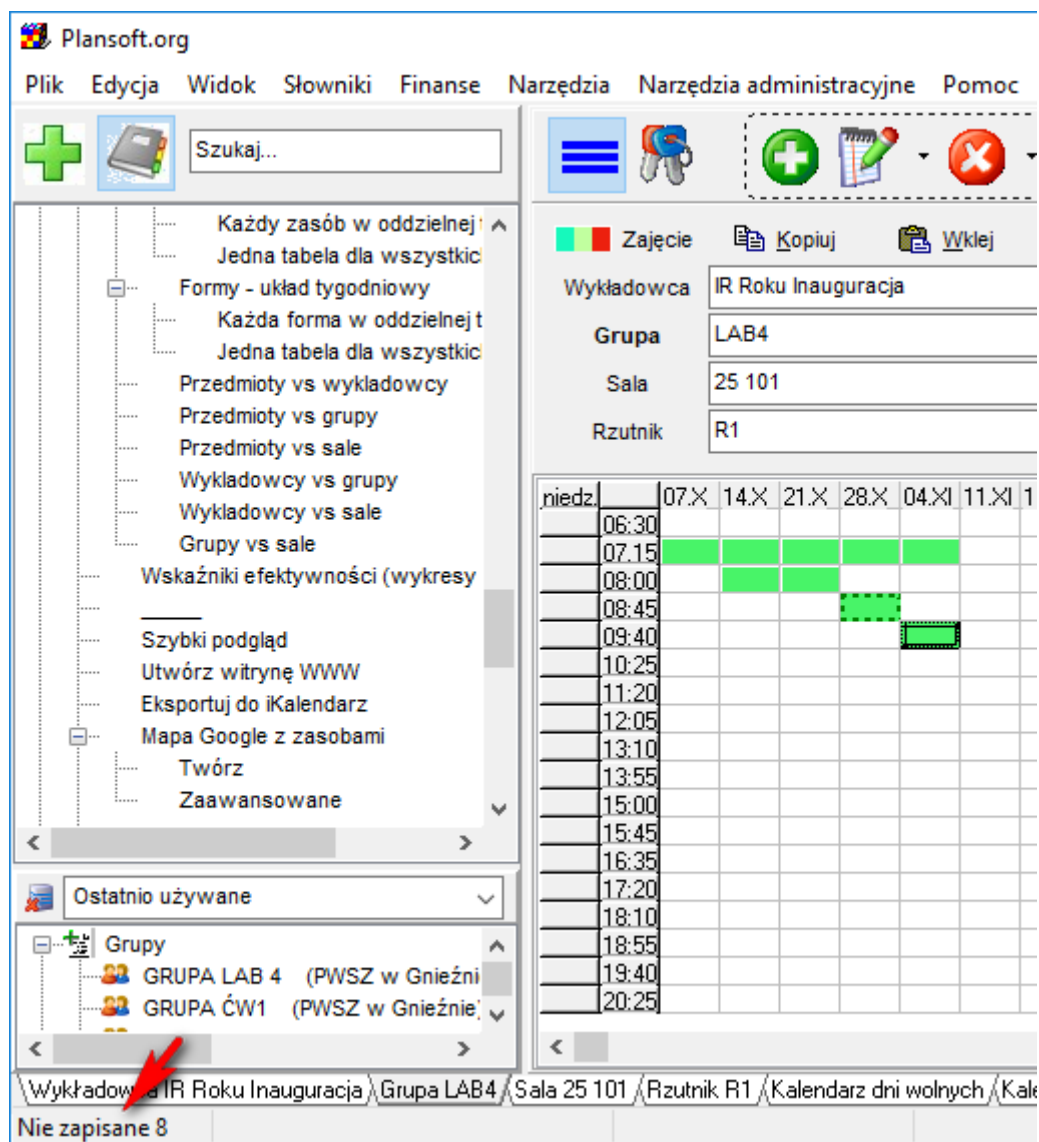 Plansoft.org
Plik Edycja Widok Słowniki Finanse Narzędzia Narzędzia administracyjne Pomoc
Szukaj...
Każdy zasób w oddzielnej
Jedna tabela dla wszystkic
Formy - układ tygodniowy
Każda forma w oddzielnej t
Jedna tabela dla wszystkic
Przedmioty vs wykladowcy
Przedmioty vs grupy
Przedmioty vs sale
Wykladowcy vs grupy
Wykladowcy vs sale
Grupy vs sale
Wskaźniki efektywności (wykresy
Szybki podgląd
Utwórz witrynę WWW
Eksportuj do iKalendarz
Mapa Google z zasobami
Twórz
Zaawansowane
Ostatnio używane
Grupy
GRUPA LAB 4 (PWSZ w Gnieźni
GRUPA ĆW1 (PWSZ w Gnieźnie)
Zajęcie Kopiuj Wklej
Wykładowca IR Roku Inauguracja
Grupa LAB4
Sala 25 101
Rzutnik R1
niedz. 07.X 14.X 21.X 28.X 04.XI 11.XI 1
06:30
07.15
08:00
08:45
09:40
10:25
11:20
12:05
13:10
13:55
15:00
15:45
16:35
17:20
18:10
18:55
19:40
20:25
IR Roku Inauguracja Grupa LAB4 Sala 25 101 Rzutnik R1 Kalendarz dni wolnych Kale
Nie zapisane 8